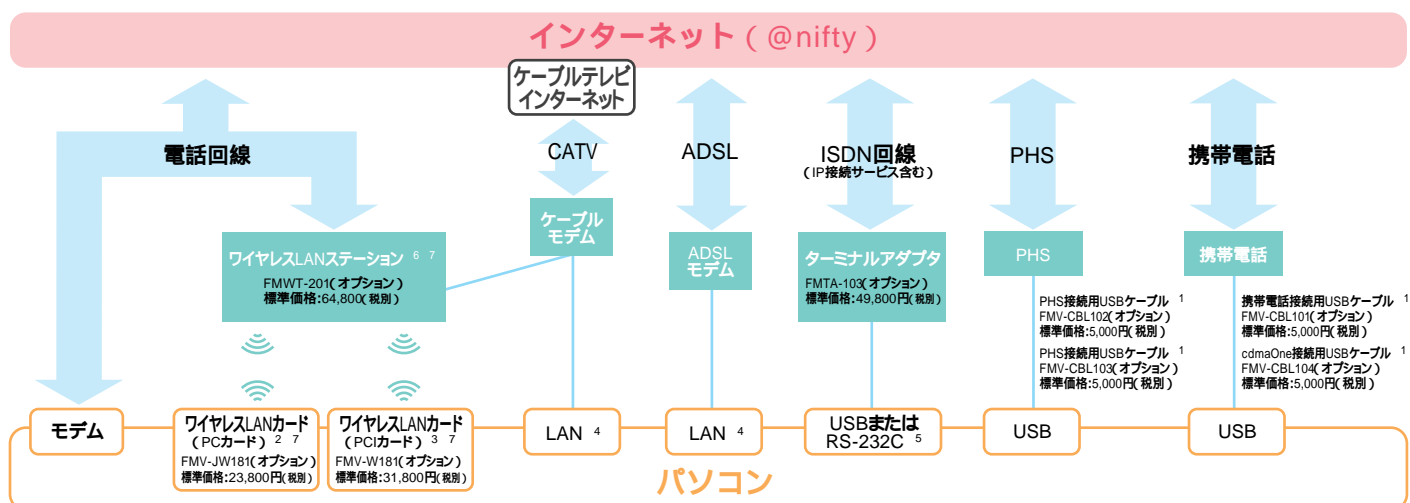 インターネット（@nifty）
ケーブルテレビ
インターネット
電話回線
CATV
ADSL
ISDN回線
（IP接続サービス含む）
PHS
携帯電話
ワイヤレスLANステーション 6 7
FMWT-201(オプション)
標準価格:64,800(税別)
ケーブル
モデム
ADSL
モデム
ターミナルアダプタ
FMTA-103(オプション)
標準価格:49,800円(税別)
PHS
PHS接続用USBケーブル 1
FMV-CBL102(オプション)
標準価格:5,000円(税別)
PHS接続用USBケーブル 1
FMV-CBL103(オプション)
標準価格:5,000円(税別)
携帯電話
携帯電話接続用USBケーブル 1
FMV-CBL101(オプション)
標準価格:5,000円(税別)
cdmaOne接続用USBケーブル 1
FMV-CBL104(オプション)
標準価格:5,000円(税別)
モデム
ワイヤレスLANカード
（PCカード） 2 7
FMV-JW181(オプション)
標準価格:23,800円(税別)
ワイヤレスLANカード
（PCIカード） 3 7
FMV-W181(オプション)
標準価格:31,800円(税別)
LAN 4
LAN 4
USBまたは
RS-232C 5
USB
USB
パソコン